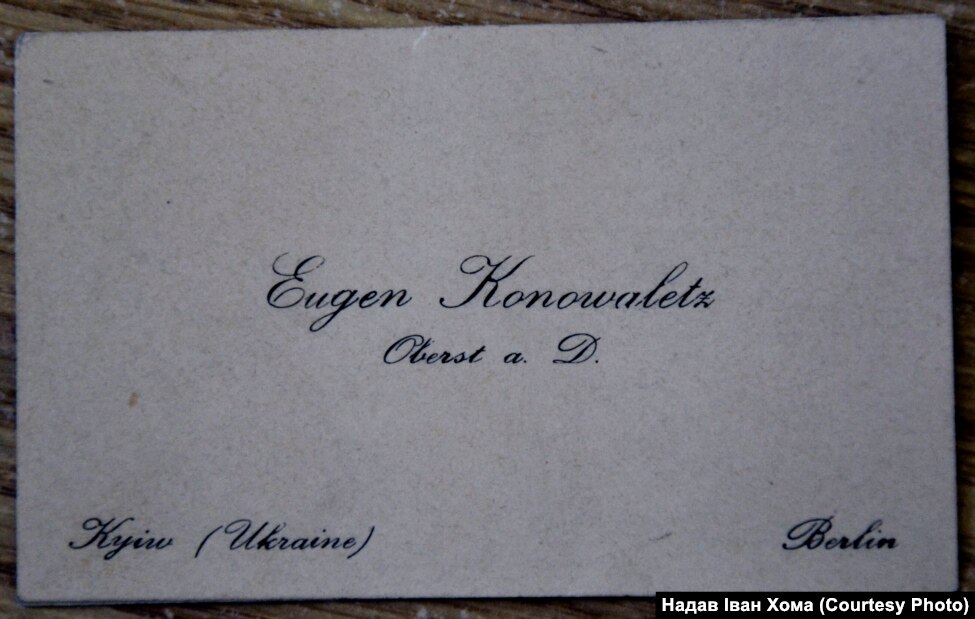 Eugen Konowaletz
Oberst a. D.
Kyiw (Ukraine)
Berlin
Надав Іван Хома (Courtesy Photo)